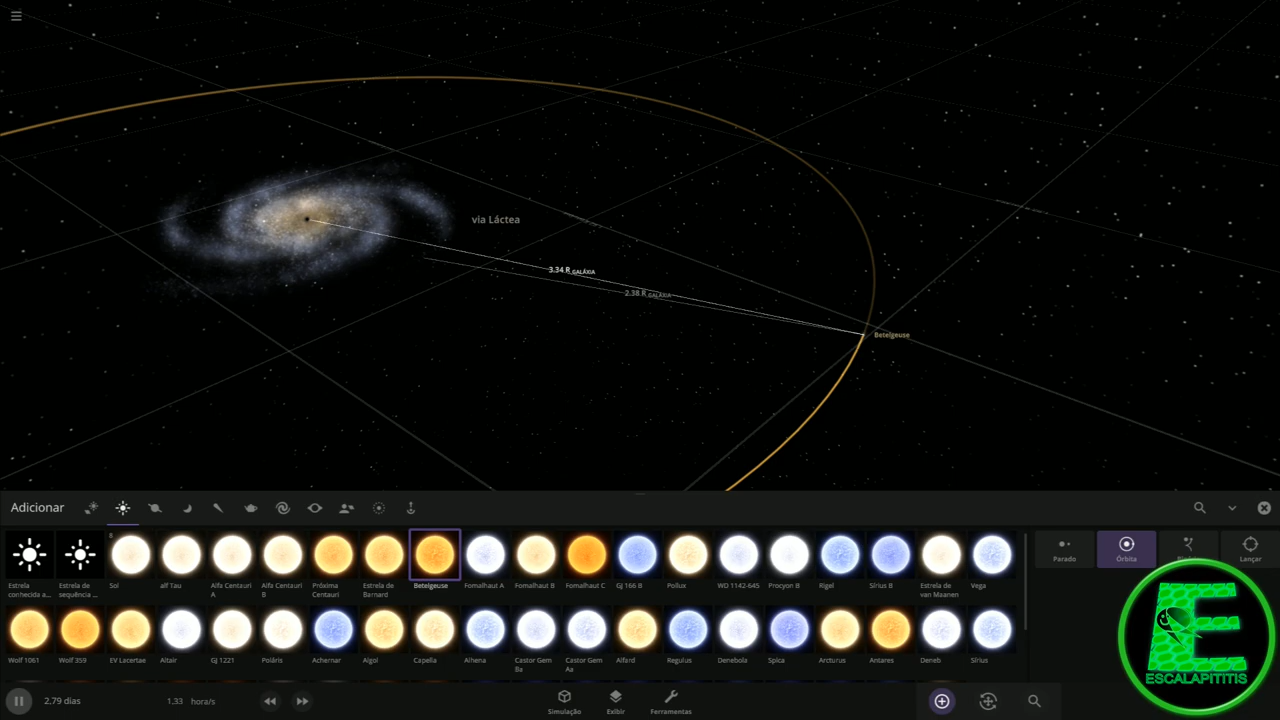 via Láctea
3.34 R GALÁXIA
2.38 R GALÁXIA
Betelgeuse
Adicionar
8
Estrela conhecida a...
Estrela de sequência ...
Sol
alf Tau
Alfa Centauri A
Alfa Centauri B
Próxima Centauri
Estrela de Barnard
Betelgeuse
Fomalhaut A
Fomalhaut B
Fomalhaut C
GJ 166 B
Pollux
WD 1142-645
Procyon B
Rigel
Sírius B
Estrela de van Maanen
Vega
Parado
Órbita
Lançar
Wolf 1061
Wolf 359
EV Lacertae
Altair
GJ 1221
Poláris
Achernar
Algol
Capella
Alhena
Castor Gem Ba
Castor Gem Aa
Alfard
Regulus
Denebola
Spica
Arcturus
Antares
Deneb
Sírius
ESCALAPITITIS
2,79 dias
1,33 hora/s
Simulação
Exibir
Ferramentas